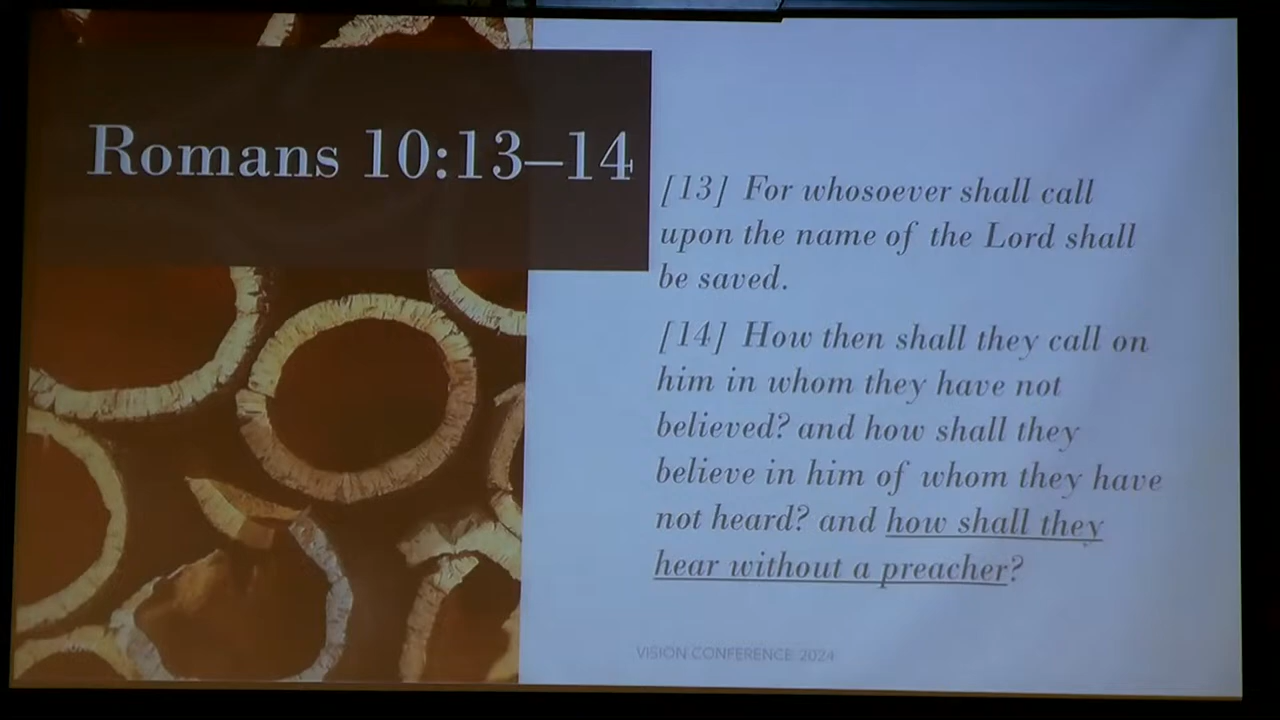 Romans 10:13–14
[13] For whosoever shall call
upon the name of the Lord shall
be saved.
[14] How then shall they call on
him in whom they have not
believed? and how shall they
believe in him of whom they have
not heard? and how shall they
hear without a preacher?
VISION CONFERENCE 2024